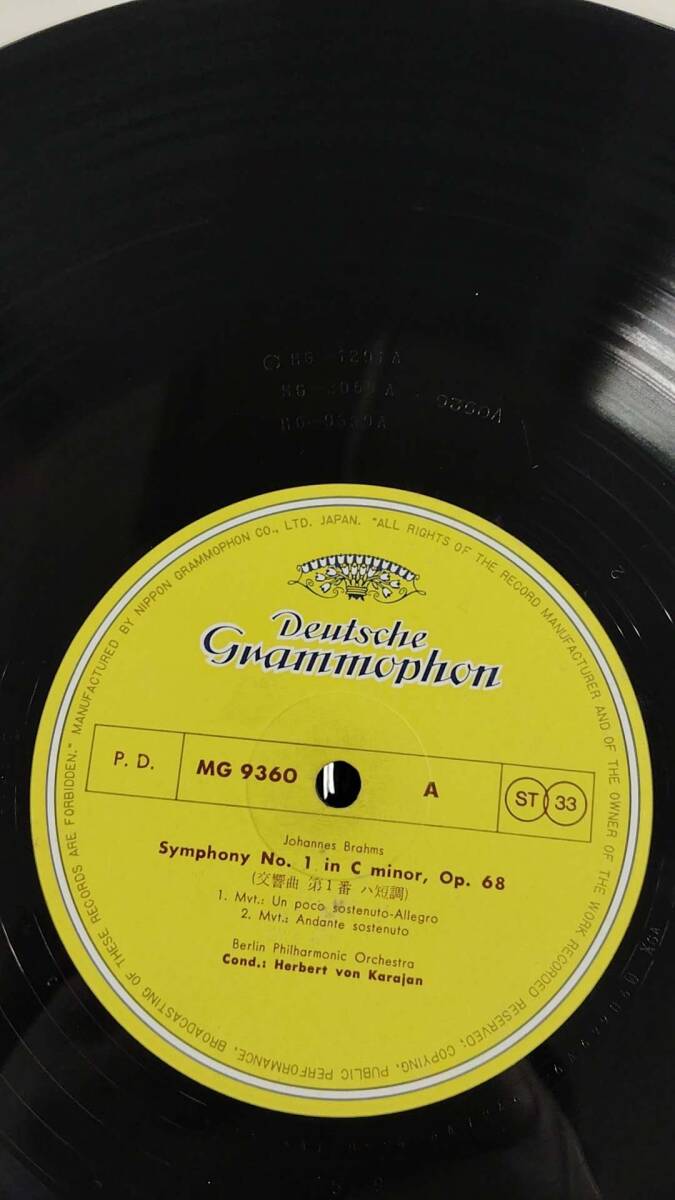 Deutsche
Grammophon
P. D.
MG 9360
A
ST 33
Johannes Brahms
Symphony No. 1 in C minor, Op. 68
(交響曲 第1番 ハ短調)
1. Mvt.: Un poco sostenuto-Allegro
2. Mvt.: Andante sostenuto
Berlin Philharmonic Orchestra
Cond.: Herbert von Karajan
MANUFACTURED BY NIPPON GRAMMOPHON CO., LTD. JAPAN. "ALL RIGHTS OF THE RECORD MANUFACTURER AND OF THE OWNER OF THE WORK RECORDED RESERVED; COPYING, PUBLIC PERFORMANCE, BROADCASTING OF THESE RECORDS ARE FORBIDDEN."